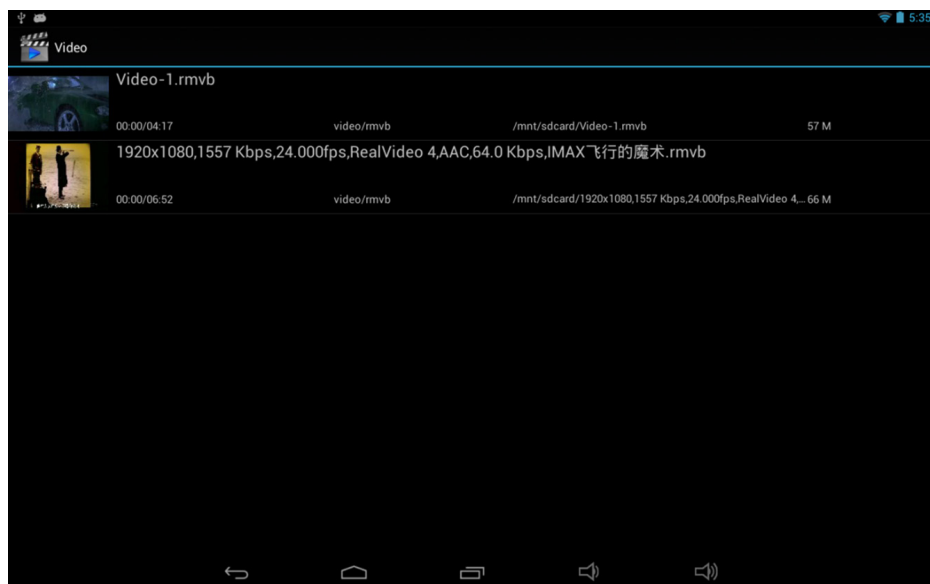 5:35
Video
Video-1.rmvb
00:00/04:17 video/rmvb /mnt/sdcard/Video-1.rmvb 57 M
1920x1080,1557 Kbps,24.000fps,RealVideo 4,AAC,64.0 Kbps,IMAX飞行的魔术.rmvb
00:00/06:52 video/rmvb /mnt/sdcard/1920x1080,1557 Kbps,24.000fps,RealVideo 4,... 66 M